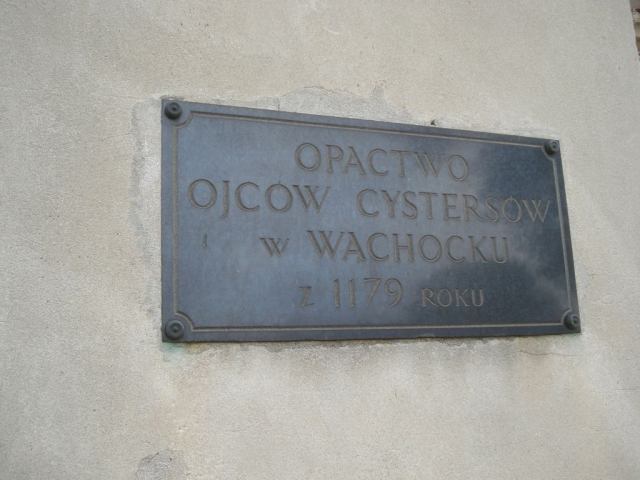 OPACTWO
OJCÓW CYSTERSÓW
W WĄCHOCKU
Z 1179 ROKU